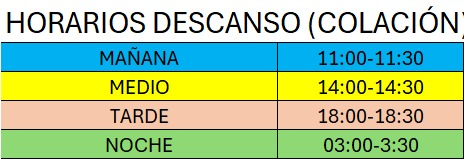 HORARIOS DESCANSO (COLACIÓN)
MAÑANA 11:00-11:30
MEDIO 14:00-14:30
TARDE 18:00-18:30
NOCHE 03:00-3:30